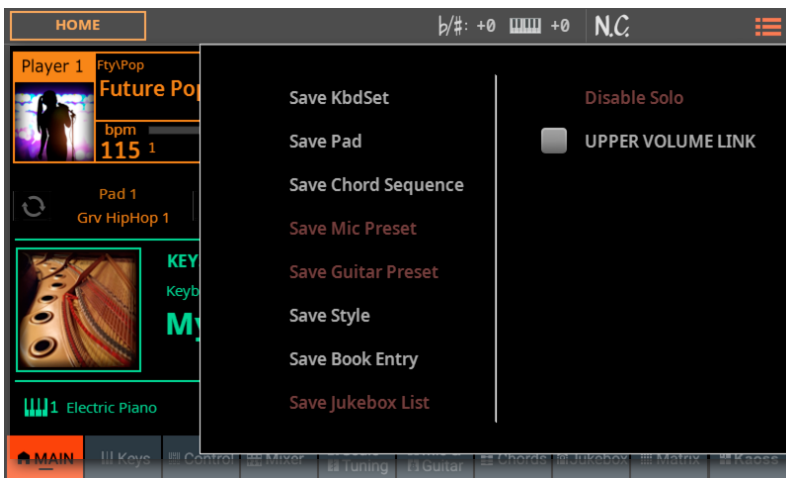 HOME
♭/♯: +0 +0 N.C.
Player 1
Fty\Pop
Future Pop
bpm
115 1
Pad 1
Grv HipHop 1
KEY
Keyb
My
1 Electric Piano
Save KbdSet
Save Pad
Save Chord Sequence
Save Mic Preset
Save Guitar Preset
Save Style
Save Book Entry
Save Jukebox List
Disable Solo
UPPER VOLUME LINK
MAIN
Keys
Control
Mixer
Tuning
Guitar
Chords
Jukebox
Matrix
Kaoss